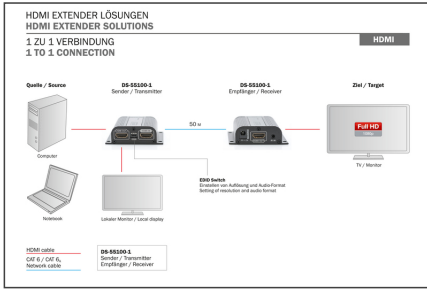 HDMI EXTENDER LÖSUNGEN
HDMI EXTENDER SOLUTIONS
1 ZU 1 VERBINDUNG
1 TO 1 CONNECTION
HDMI
Quelle / Source
DS-55100-1
Sender / Transmitter
DS-55100-1
Empfänger / Receiver
Ziel / Target
50 M
Full HD
Computer
TV / Monitor
EDID Switch
Einstellen von Auflösung und Audio-Format
Setting of resolution and audio format
Notebook
Lokaler Monitor / Local display
HDMI cable
CAT 6 / CAT 6A
Network cable
DS-55100-1
Sender / Transmitter
Empfänger / Receiver